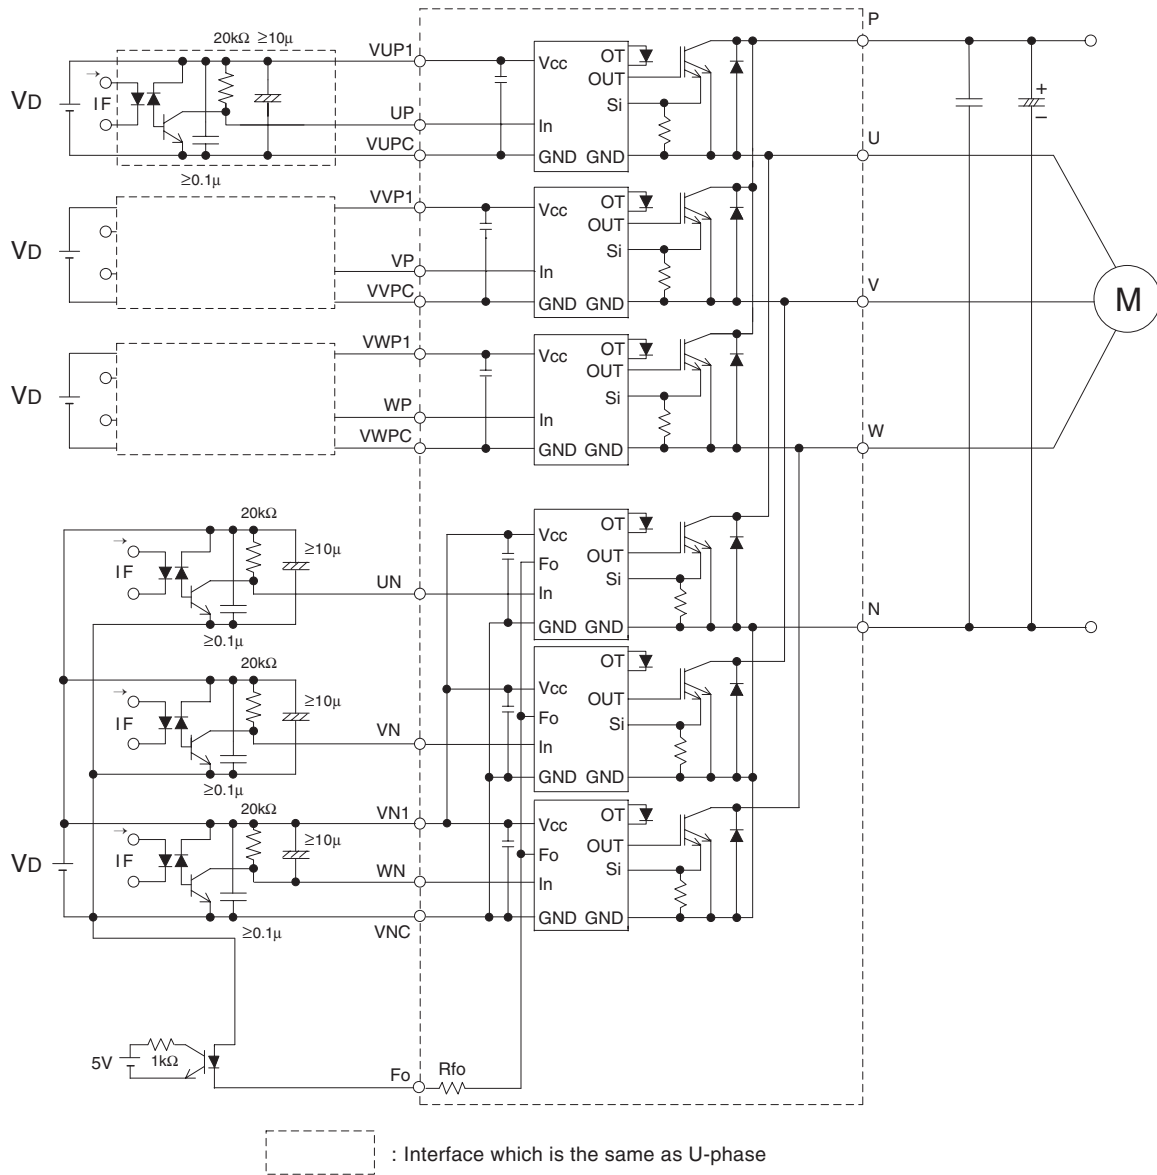 20kΩ ≥10μ
VUP1
P
VD
IF
UP
VUPC
≥0.1μ
Vcc
OT
OUT
Si
In
GND GND
U
VD
VVP1
VP
VVPC
Vcc
OT
OUT
Si
In
GND GND
V
M
VD
VWP1
WP
VWPC
Vcc
OT
OUT
Si
In
GND GND
W
20kΩ
≥10μ
IF
UN
≥0.1μ
OT
Vcc
OUT
Fo
Si
In
GND GND
N
20kΩ
≥10μ
IF
VN
≥0.1μ
OT
Vcc
OUT
Fo
Si
In
GND GND
20kΩ
≥10μ
VN1
VD
IF
WN
≥0.1μ
VNC
OT
Vcc
OUT
Fo
Si
In
GND GND
5V
1kΩ
Fo
Rfo
+
−
: Interface which is the same as U-phase